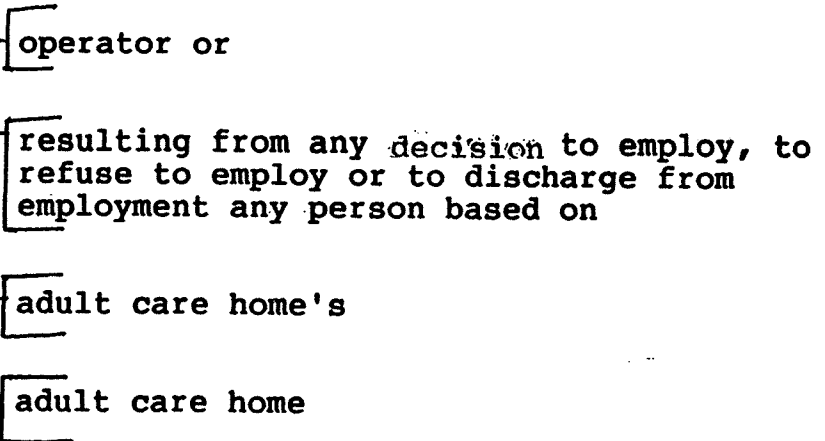 operator or
resulting from any decision to employ, to
refuse to employ or to discharge from
employment any person based on
adult care home's
adult care home